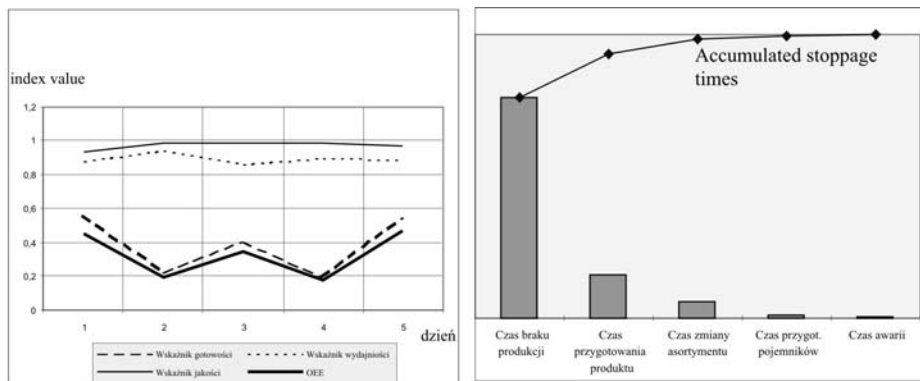 index value
1,2
1
0,8
0,6
0,4
0,2
0
1 2 3 4 5
dzień
Wskaźnik gotowości Wskaźnik wydajniości
Wskaźnik jakości OEE
Accumulated stoppage
times
Czas braku
produkcji
Czas
przygotowania
produktu
Czas zmiany
asortymentu
Czas przygot.
pojemników
Czas awarii